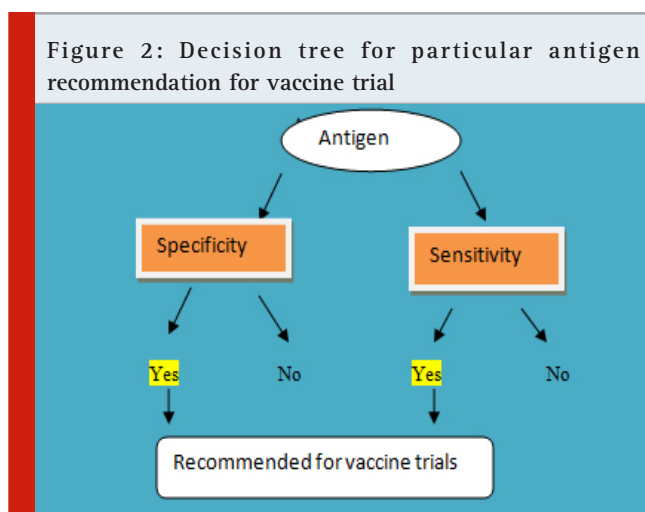 Figure 2: Decision tree for particular antigen
recommendation for vaccine trial
Antigen
Specificity
Sensitivity
Yes
No
Yes
No
Recommended for vaccine trials